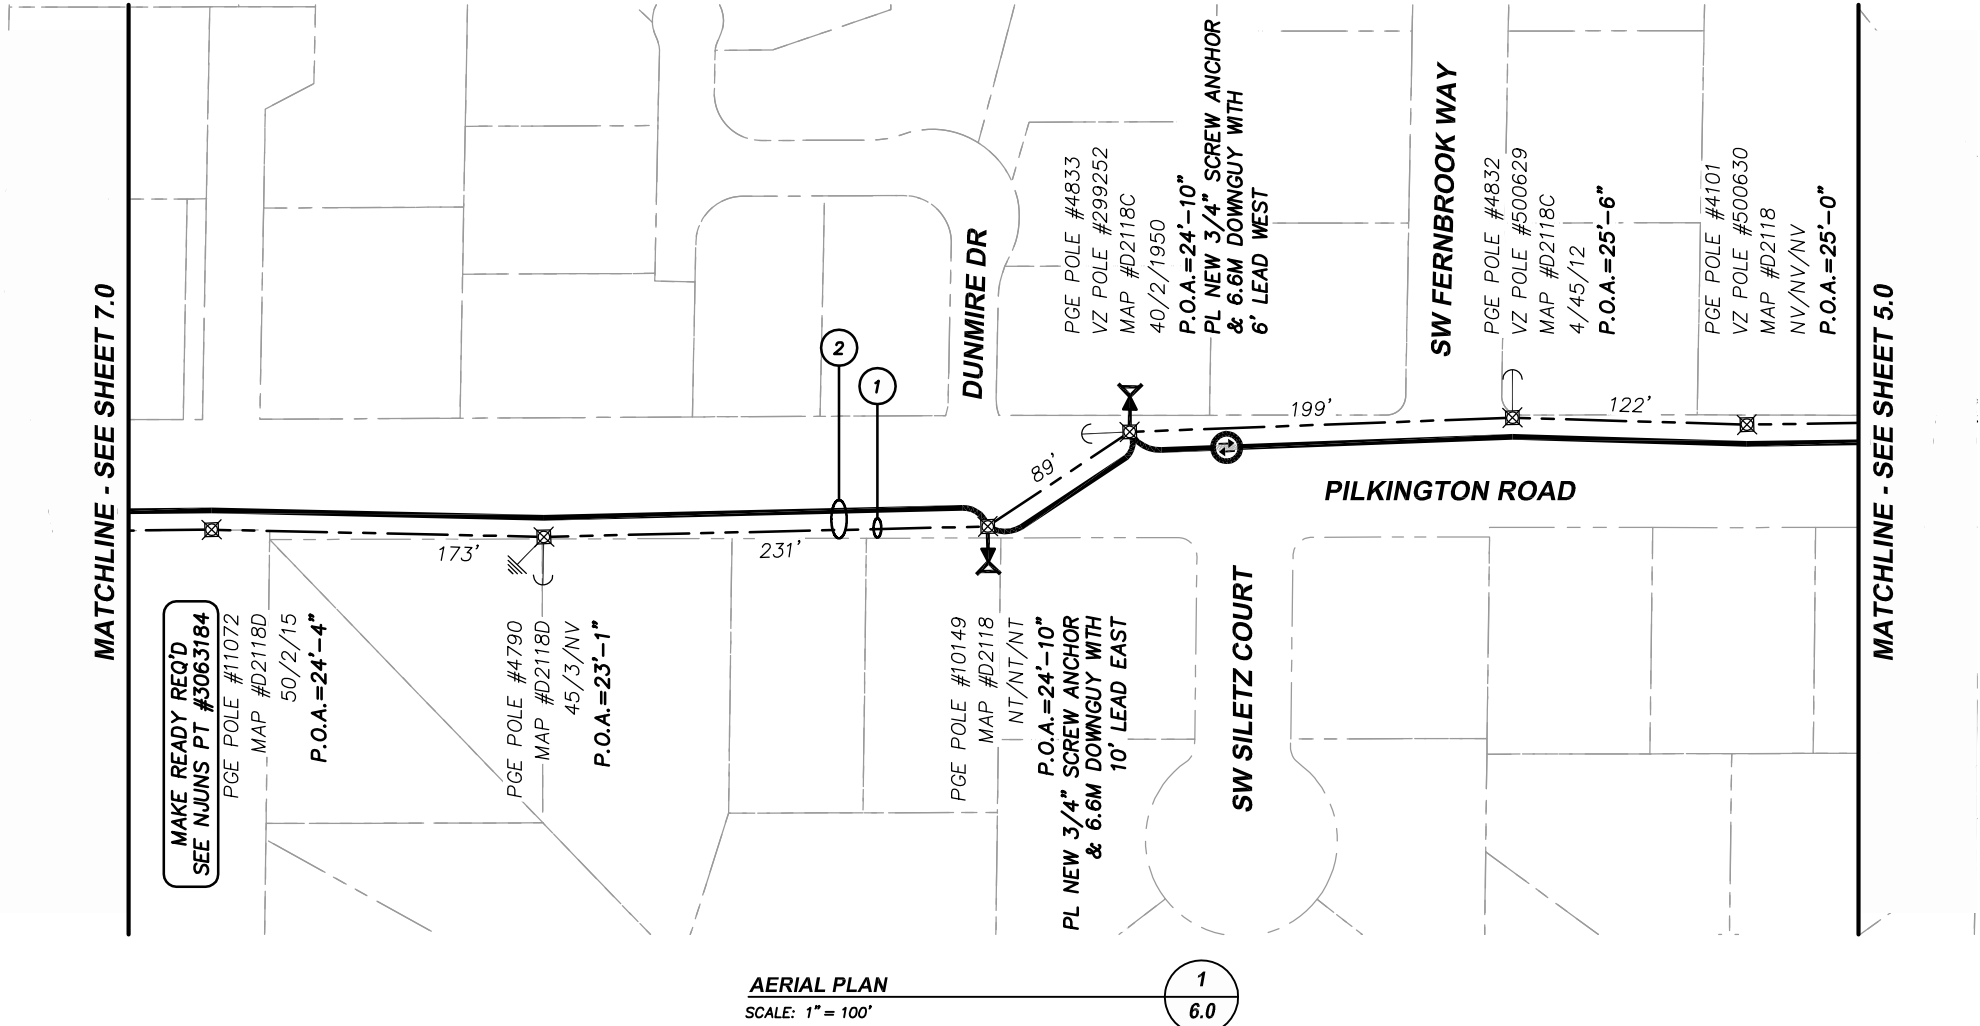 MATCHLINE - SEE SHEET 7.0
MAKE READY REQ'D
SEE NJUNS PT #3063184
PGE POLE #11072
MAP #D2118D
50/2/15
P.O.A.=24'-4"
173'
PGE POLE #4790
MAP #D2118D
45/3/NV
P.O.A.=23'-1"
231'
2
1
DUNMIRE DR
PGE POLE #10149
MAP #D2118
NT/NT/NT
P.O.A.=24'-10"
PL NEW 3/4" SCREW ANCHOR
& 6.6M DOWNGUY WITH
10' LEAD EAST
89'
PGE POLE #4833
VZ POLE #299252
MAP #D2118C
40/2/1950
P.O.A.=24'-10"
PL NEW 3/4" SCREW ANCHOR
& 6.6M DOWNGUY WITH
6' LEAD WEST
199'
SW FERNBROOK WAY
PGE POLE #4832
VZ POLE #500629
MAP #D2118C
4/45/12
P.O.A.=25'-6"
122'
PGE POLE #4101
VZ POLE #500630
MAP #D2118
NV/NV/NV
P.O.A.=25'-0"
PILKINGTON ROAD
SW SILETZ COURT
MATCHLINE - SEE SHEET 5.0
AERIAL PLAN
SCALE: 1" = 100'
1
6.0